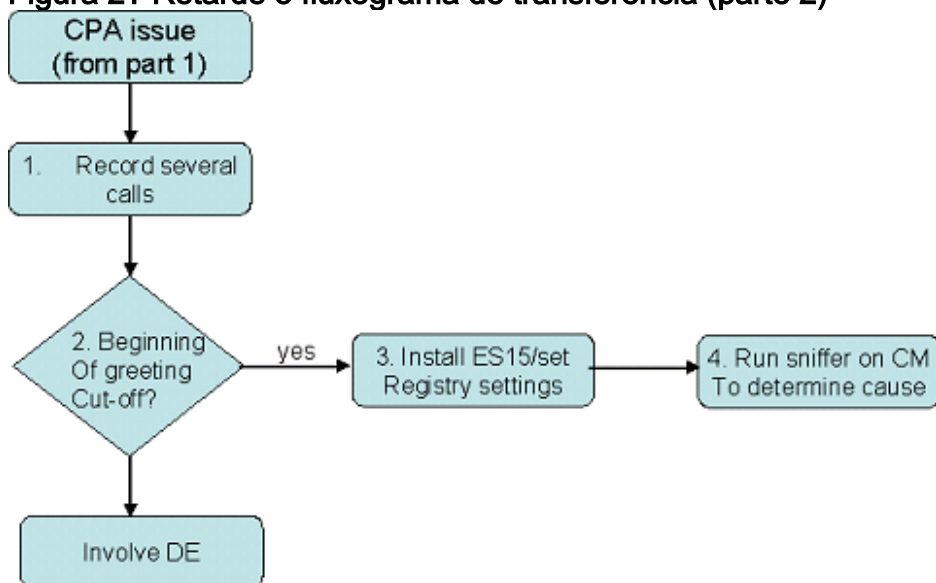 Figura 21 Retardo e fluxograma de transferência (parte 2)
CPA issue
(from part 1)
1. Record several
calls
2. Beginning
Of greeting
Cut-off?
yes
3. Install ES15/set
Registry settings
4. Run sniffer on CM
To determine cause
Involve DE